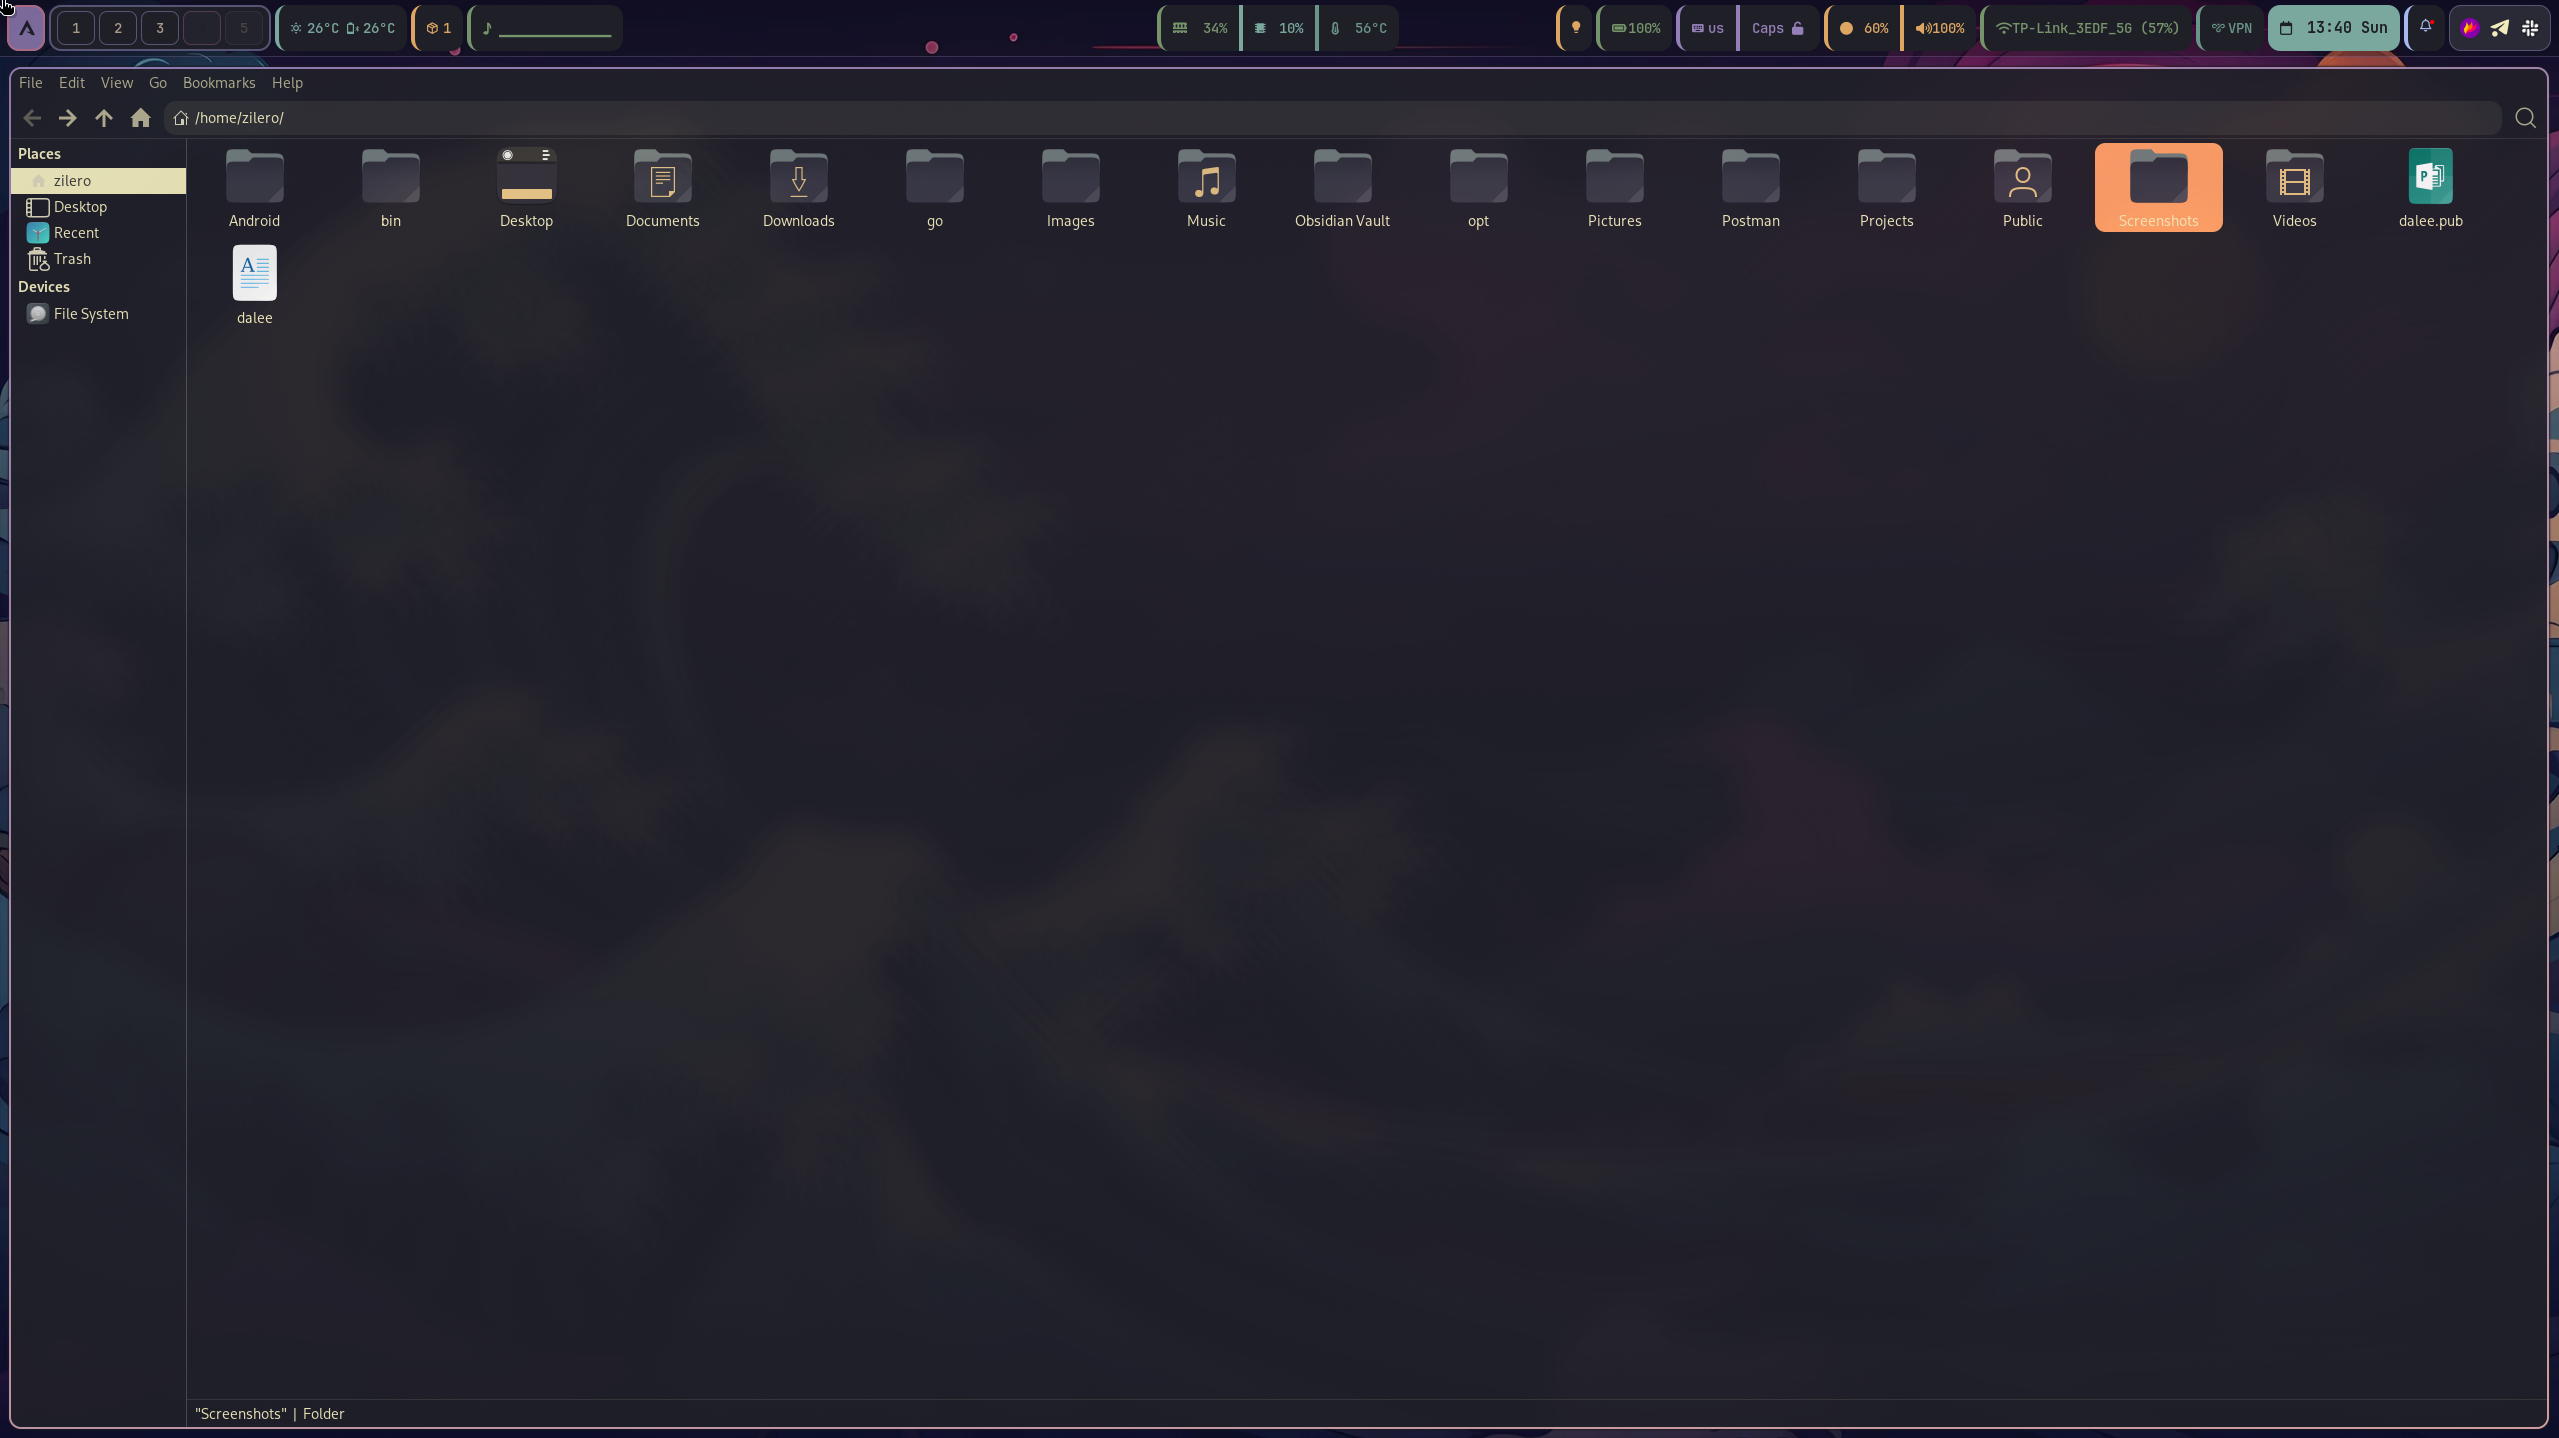 1 2 3 5 26°C 26°C 1 34% 10% 56°C 100% us Caps 60% 100% TP-Link_3EDF_5G (57%) VPN 13:40 Sun
File Edit View Go Bookmarks Help
/home/zilero/
Places
zilero
Desktop
Recent
Trash
Devices
File System
Android bin Desktop Documents Downloads go Images Music Obsidian Vault opt Pictures Postman Projects Public Screenshots Videos dalee.pub
dalee
"Screenshots" | Folder